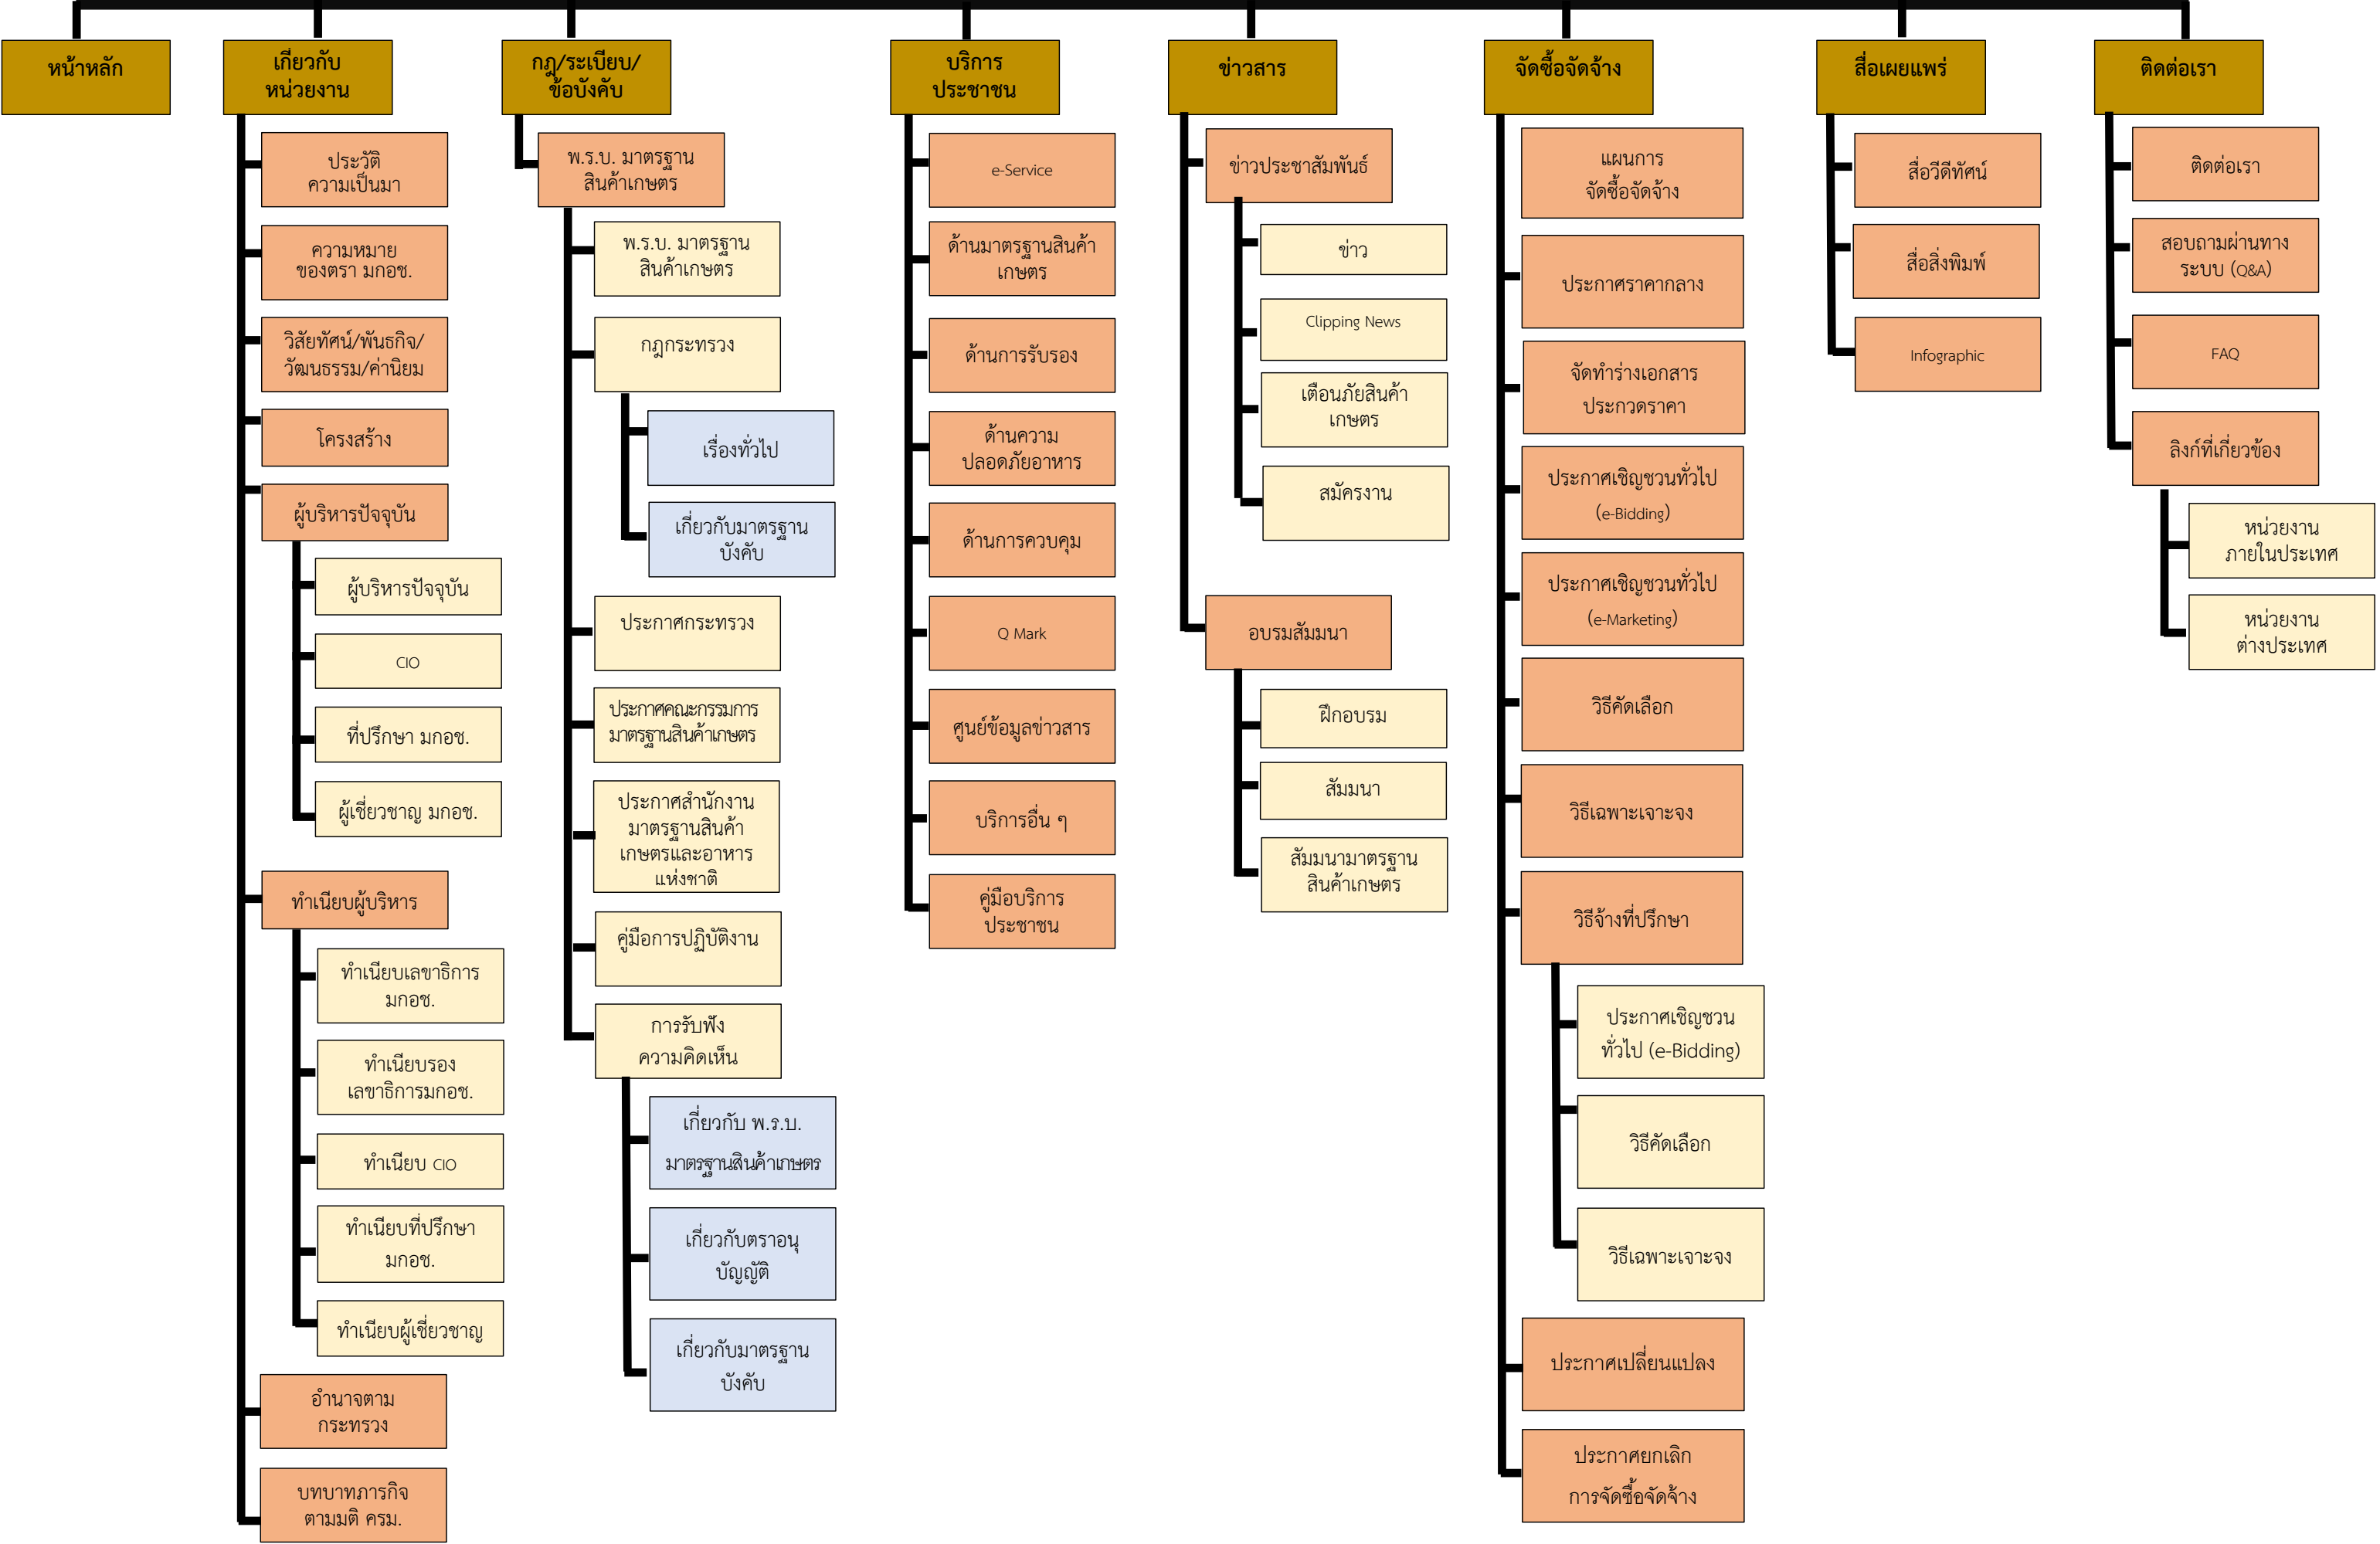 หน้าหลัก
เกี่ยวกับ
หน่วยงาน
ประวัติ
ความเป็นมา
ความหมาย
ของตรา มกอช.
วิสัยทัศน์/พันธกิจ/
วัฒนธรรม/ค่านิยม
โครงสร้าง
ผู้บริหารปัจจุบัน
ผู้บริหารปัจจุบัน
CIO
ที่ปรึกษา มกอช.
ผู้เชี่ยวชาญ มกอช.
ทำเนียบผู้บริหาร
ทำเนียบเลขาธิการ
มกอช.
ทำเนียบรอง
เลขาธิการมกอช.
ทำเนียบ CIO
ทำเนียบที่ปรึกษา
มกอช.
ทำเนียบผู้เชี่ยวชาญ
อำนาจตาม
กระทรวง
บทบาทภารกิจ
ตามมติ ครม.
กฎ/ระเบียบ/
ข้อบังคับ
พ.ร.บ. มาตรฐาน
สินค้าเกษตร
พ.ร.บ. มาตรฐาน
สินค้าเกษตร
กฎกระทรวง
เรื่องทั่วไป
เกี่ยวกับมาตรฐาน
บังคับ
ประกาศกระทรวง
ประกาศคณะกรรมการ
มาตรฐานสินค้าเกษตร
ประกาศสำนักงาน
มาตรฐานสินค้า
เกษตรและอาหาร
แห่งชาติ
คู่มือการปฏิบัติงาน
การรับฟัง
ความคิดเห็น
เกี่ยวกับ พ.ร.บ.
มาตรฐานสินค้าเกษตร
เกี่ยวกับตราอนุ
บัญญัติ
เกี่ยวกับมาตรฐาน
บังคับ
บริการ
ประชาชน
e-Service
ด้านมาตรฐานสินค้า
เกษตร
ด้านการรับรอง
ด้านความ
ปลอดภัยอาหาร
ด้านการควบคุม
Q Mark
ศูนย์ข้อมูลข่าวสาร
บริการอื่น ๆ
คู่มือบริการ
ประชาชน
ข่าวสาร
ข่าวประชาสัมพันธ์
ข่าว
Clipping News
เตือนภัยสินค้า
เกษตร
สมัครงาน
อบรมสัมมนา
ฝึกอบรม
สัมมนา
สัมมนามาตรฐาน
สินค้าเกษตร
จัดซื้อจัดจ้าง
แผนการ
จัดซื้อจัดจ้าง
ประกาศราคากลาง
จัดทำร่างเอกสาร
ประกวดราคา
ประกาศเชิญชวนทั่วไป
(e-Bidding)
ประกาศเชิญชวนทั่วไป
(e-Marketing)
วิธีคัดเลือก
วิธีเฉพาะเจาะจง
วิธีจ้างที่ปรึกษา
ประกาศเชิญชวน
ทั่วไป (e-Bidding)
วิธีคัดเลือก
วิธีเฉพาะเจาะจง
ประกาศเปลี่ยนแปลง
ประกาศยกเลิก
การจัดซื้อจัดจ้าง
สื่อเผยแพร่
สื่อวีดีทัศน์
สื่อสิ่งพิมพ์
Infographic
ติดต่อเรา
ติดต่อเรา
สอบถามผ่านทาง
ระบบ (Q&A)
FAQ
ลิงก์ที่เกี่ยวข้อง
หน่วยงาน
ภายในประเทศ
หน่วยงาน
ต่างประเทศ